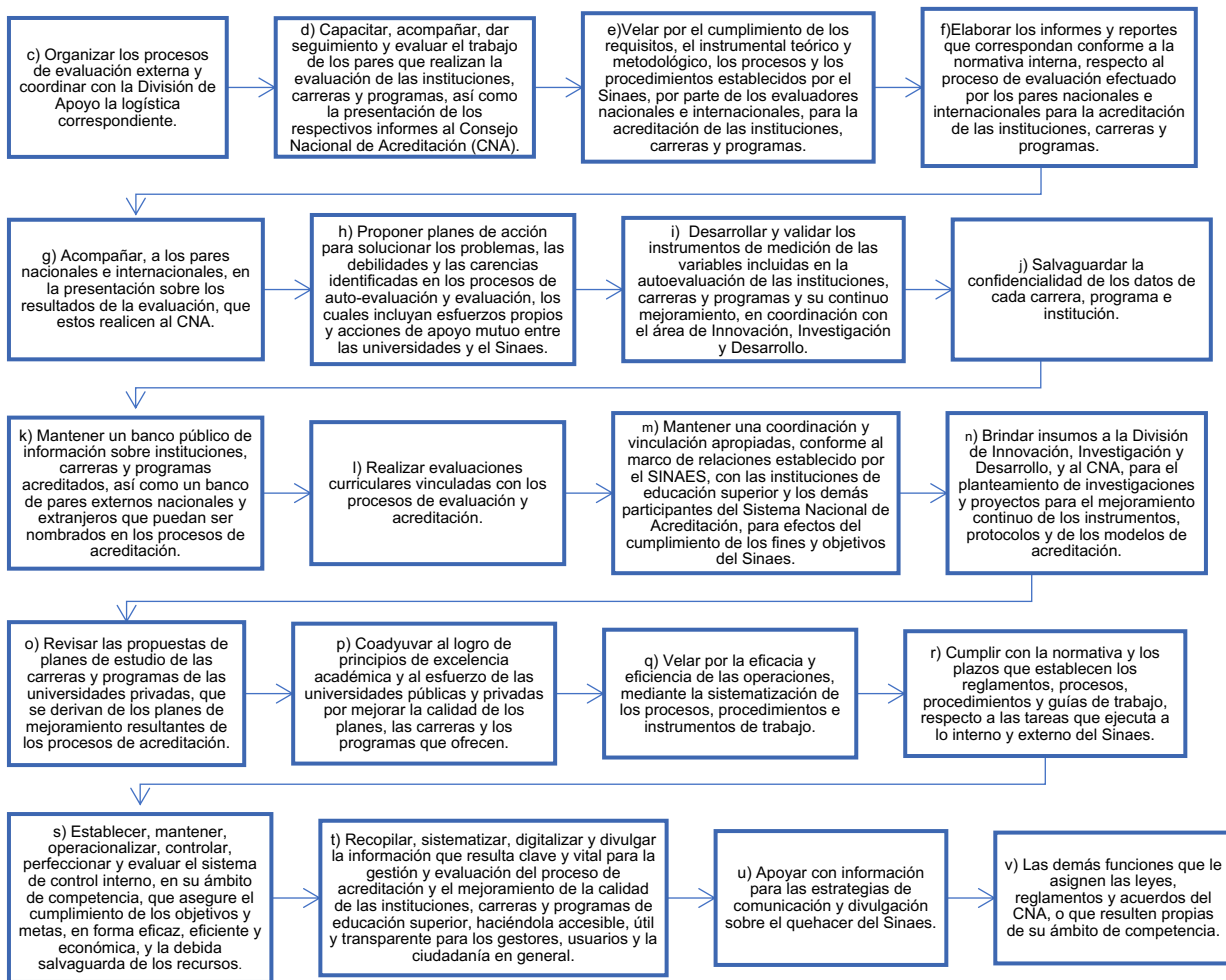 c) Organizar los procesos
de evaluación externa y
coordinar con la División de
Apoyo la logística
correspondiente.
d) Capacitar, acompañar, dar
seguimiento y evaluar el trabajo
de los pares que realizan la
evaluación de las instituciones,
carreras y programas, así como
la presentación de los
respectivos informes al Consejo
Nacional de Acreditación (CNA).
e)Velar por el cumplimiento de los
requisitos, el instrumental teórico y
metodológico, los procesos y los
procedimientos establecidos por el
Sinaes, por parte de los evaluadores
nacionales e internacionales, para la
acreditación de las instituciones,
carreras y programas.
f)Elaborar los informes y reportes
que correspondan conforme a la
normativa interna, respecto al
proceso de evaluación efectuado
por los pares nacionales e
internacionales para la acreditación
de las instituciones, carreras y
programas.
g) Acompañar, a los pares
nacionales e internacionales, en
la presentación sobre los
resultados de la evaluación, que
estos realicen al CNA.
h) Proponer planes de acción
para solucionar los problemas, las
debilidades y las carencias
identificadas en los procesos de
auto-evaluación y evaluación, los
cuales incluyan esfuerzos propios
y acciones de apoyo mutuo entre
las universidades y el Sinaes.
i) Desarrollar y validar los
instrumentos de medición de las
variables incluidas en la
autoevaluación de las instituciones,
carreras y programas y su continuo
mejoramiento, en coordinación con
el área de Innovación, Investigación
y Desarrollo.
j) Salvaguardar la
confidencialidad de los datos de
cada carrera, programa e
institución.
k) Mantener un banco público de
información sobre instituciones,
carreras y programas
acreditados, así como un banco
de pares externos nacionales y
extranjeros que puedan ser
nombrados en los procesos de
acreditación.
l) Realizar evaluaciones
curriculares vinculadas con los
procesos de evaluación y
acreditación.
m) Mantener una coordinación y
vinculación apropiadas, conforme al
marco de relaciones establecido por
el SINAES, con las instituciones de
educación superior y los demás
participantes del Sistema Nacional de
Acreditación, para efectos del
cumplimiento de los fines y objetivos
del Sinaes.
n) Brindar insumos a la División
de Innovación, Investigación y
Desarrollo, y al CNA, para el
planteamiento de investigaciones
y proyectos para el mejoramiento
continuo de los instrumentos,
protocolos y de los modelos de
acreditación.
o) Revisar las propuestas de
planes de estudio de las
carreras y programas de las
universidades privadas, que
se derivan de los planes de
mejoramiento resultantes de
los procesos de acreditación.
p) Coadyuvar al logro de
principios de excelencia
académica y al esfuerzo de las
universidades públicas y privadas
por mejorar la calidad de los
planes, las carreras y los
programas que ofrecen.
q) Velar por la eficacia y
eficiencia de las operaciones,
mediante la sistematización de
los procesos, procedimientos e
instrumentos de trabajo.
r) Cumplir con la normativa y los
plazos que establecen los
reglamentos, procesos,
procedimientos y guías de trabajo,
respecto a las tareas que ejecuta a
lo interno y externo del Sinaes.
s) Establecer, mantener,
operacionalizar, controlar,
perfeccionar y evaluar el sistema
de control interno, en su ámbito
de competencia, que asegure el
cumplimiento de los objetivos y
metas, en forma eficaz, eficiente y
económica, y la debida
salvaguarda de los recursos.
t) Recopilar, sistematizar, digitalizar y divulgar
la información que resulta clave y vital para la
gestión y evaluación del proceso de
acreditación y el mejoramiento de la calidad
de las instituciones, carreras y programas de
educación superior, haciéndola accesible, útil
y transparente para los gestores, usuarios y la
ciudadanía en general.
u) Apoyar con información
para las estrategias de
comunicación y divulgación
sobre el quehacer del Sinaes.
v) Las demás funciones que le
asignen las leyes,
reglamentos y acuerdos del
CNA, o que resulten propias
de su ámbito de competencia.